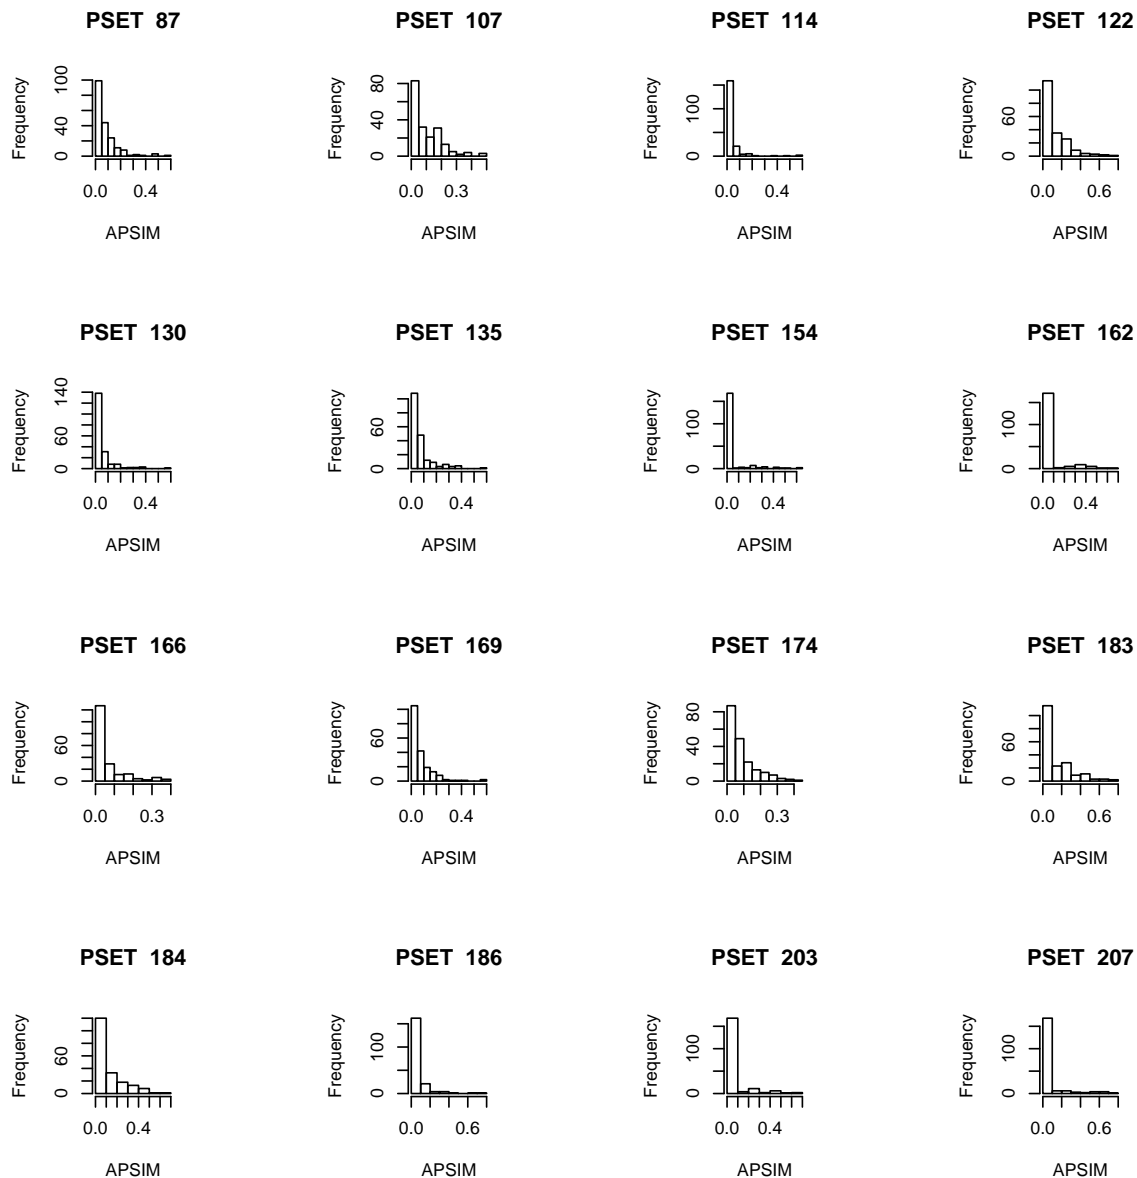 PSET 87 PSET 107 PSET 114 PSET 122
Frequency 0 40 100 Frequency 0 40 80 Frequency 0 100 Frequency 0 60
0.0 0.4 0.0 0.3 0.0 0.4 0.0 0.6
APSIM APSIM APSIM APSIM
PSET 130 PSET 135 PSET 154 PSET 162
Frequency 0 60 140 Frequency 0 60 Frequency 0 100 Frequency 0 100
0.0 0.4 0.0 0.4 0.0 0.4 0.0 0.4
APSIM APSIM APSIM APSIM
PSET 166 PSET 169 PSET 174 PSET 183
Frequency 0 60 Frequency 0 60 Frequency 0 40 80 Frequency 0 60
0.0 0.3 0.0 0.4 0.0 0.3 0.0 0.6
APSIM APSIM APSIM APSIM
PSET 184 PSET 186 PSET 203 PSET 207
Frequency 0 60 Frequency 0 100 Frequency 0 100 Frequency 0 100
0.0 0.4 0.0 0.6 0.0 0.4 0.0 0.6
APSIM APSIM APSIM APSIM